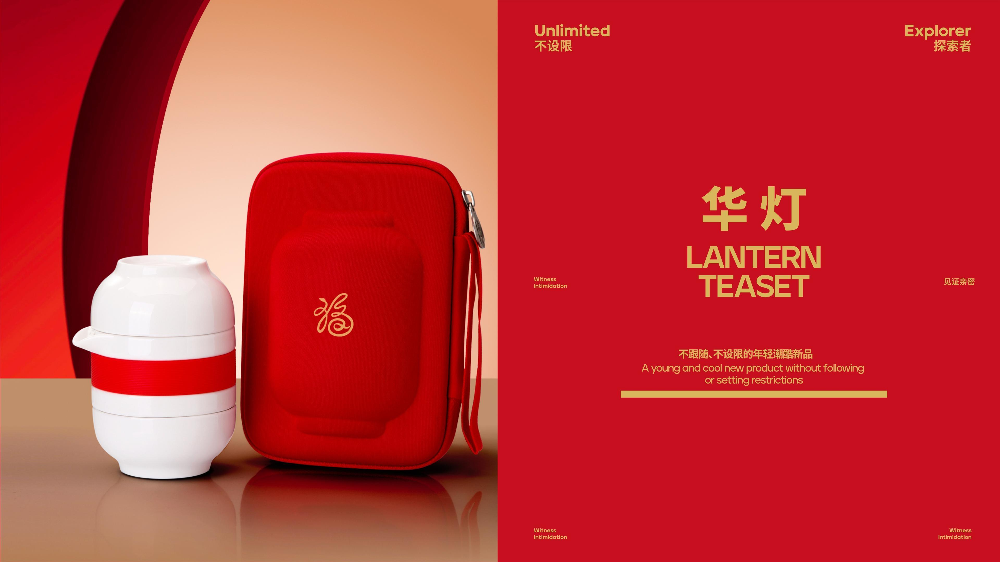 Unlimited
不设限
Explorer
探索者
福
华灯
LANTERN
TEASET
Witness
Intimidation
见证亲密
不跟随、不设限的年轻潮酷新品
A young and cool new product without following
or setting restrictions
Witness
Intimidation
Witness
Intimidation